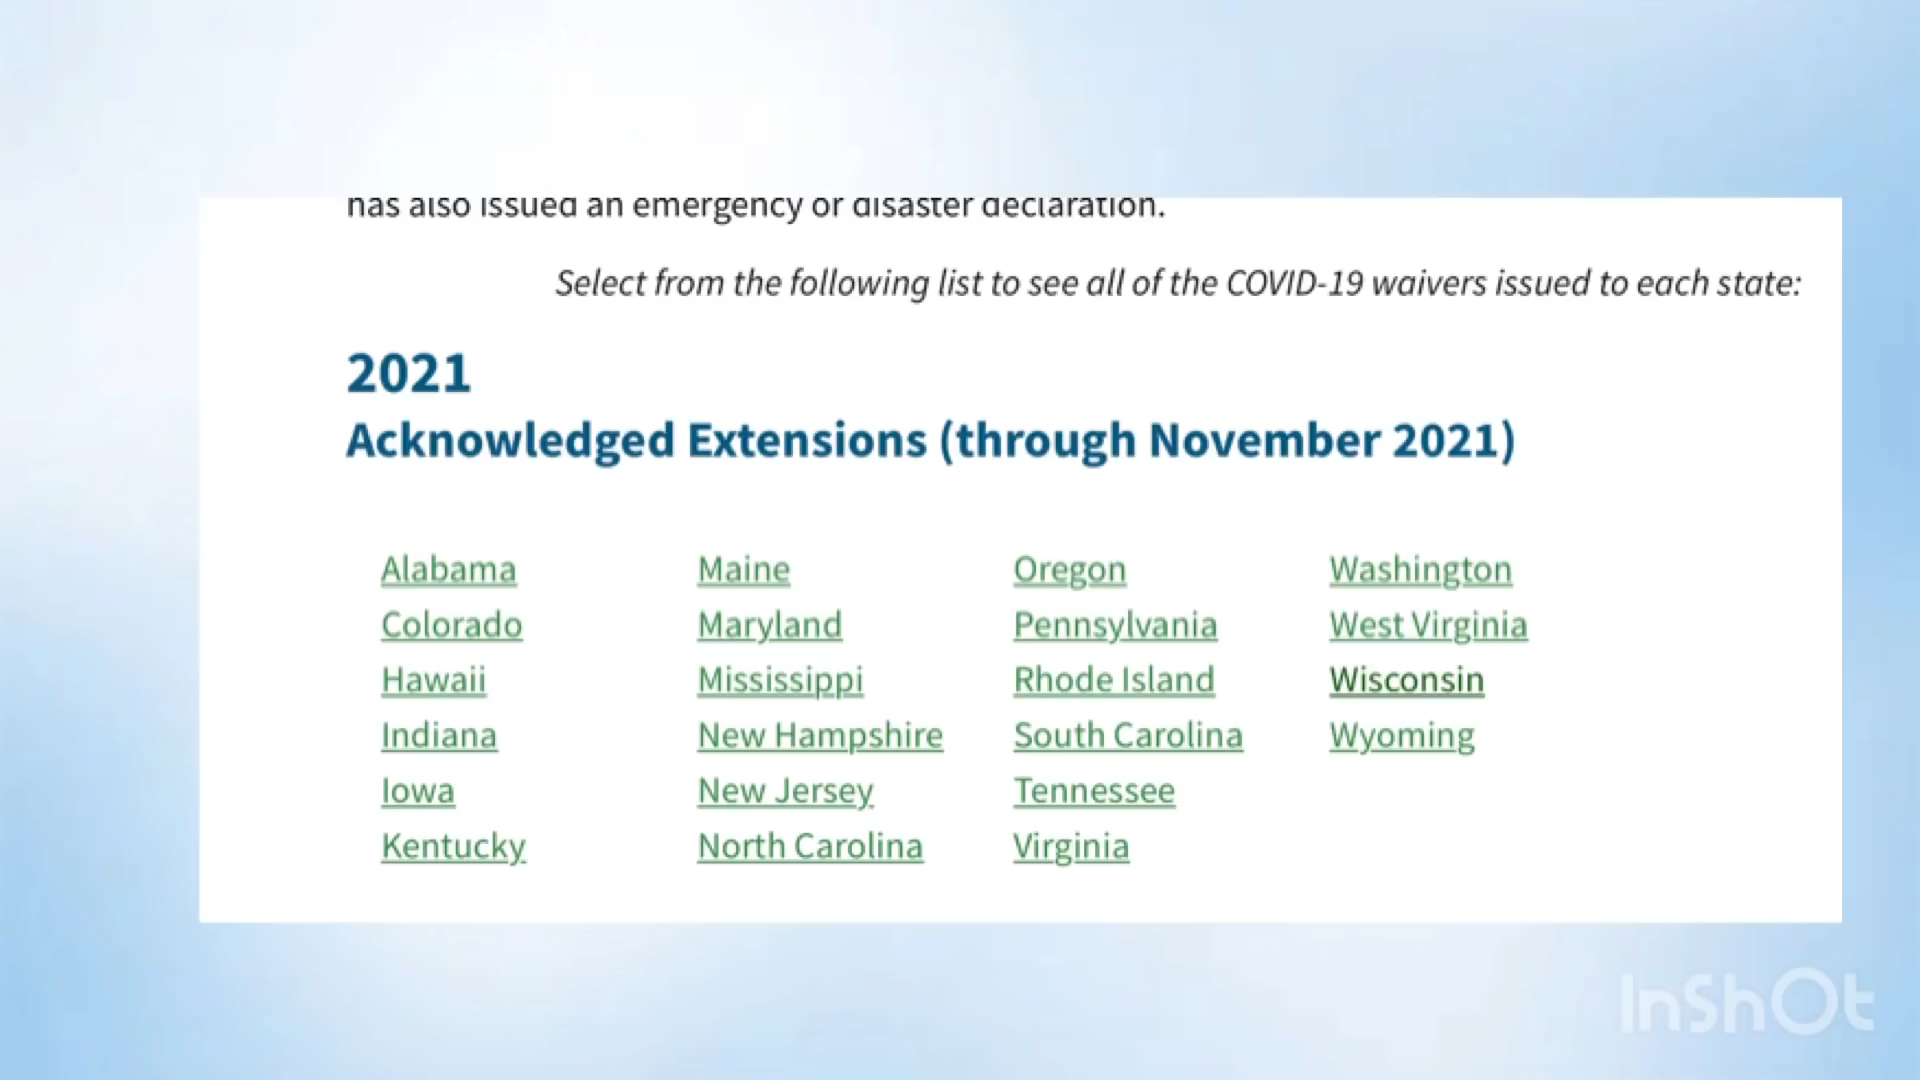 has also issued an emergency or disaster declaration.
Select from the following list to see all of the COVID-19 waivers issued to each state:
2021
Acknowledged Extensions (through November 2021)
Alabama
Colorado
Hawaii
Indiana
Iowa
Kentucky
Maine
Maryland
Mississippi
New Hampshire
New Jersey
North Carolina
Oregon
Pennsylvania
Rhode Island
South Carolina
Tennessee
Virginia
Washington
West Virginia
Wisconsin
Wyoming
InShOt